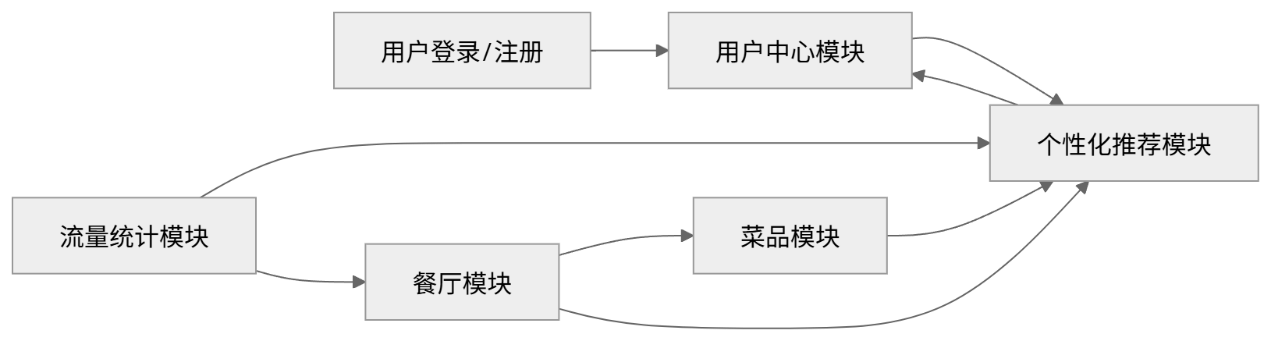 用户登录/注册
用户中心模块
个性化推荐模块
流量统计模块
菜品模块
餐厅模块